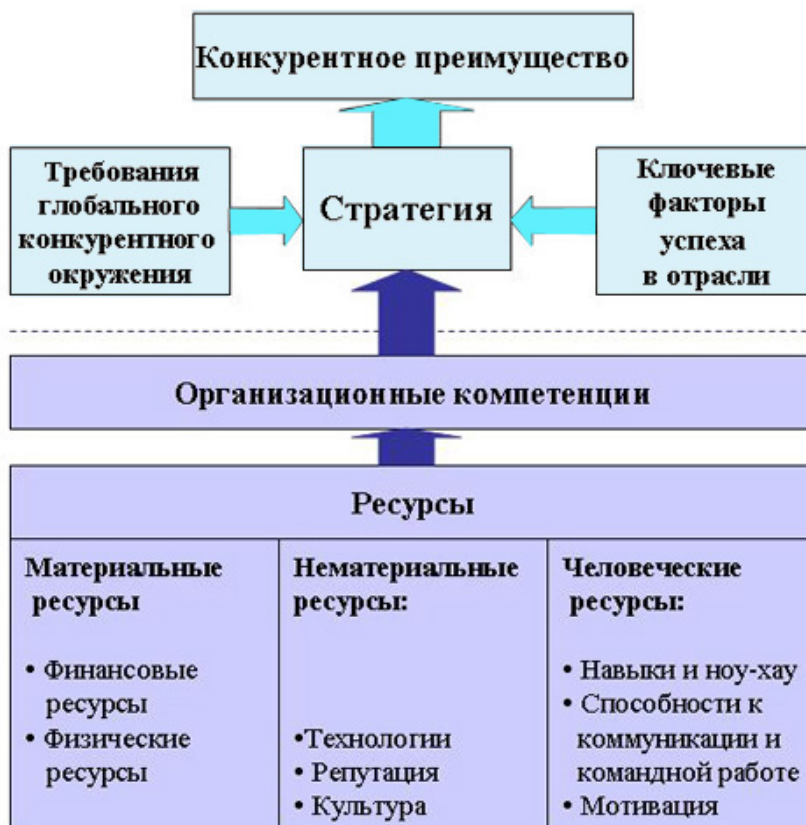 Конкурентное преимущество
Требования
глобального
конкурентного
окружения
Стратегия
Ключевые
факторы
успеха
в отрасли
Организационные компетенции
Ресурсы
Материальные
ресурсы
• Финансовые
ресурсы
• Физические
ресурсы
Нематериальные
ресурсы:
•Технологии
• Репутация
• Культура
Человеческие
ресурсы:
• Навыки и ноу-хау
• Способности к
коммуникации и
командной работе
• Мотивация